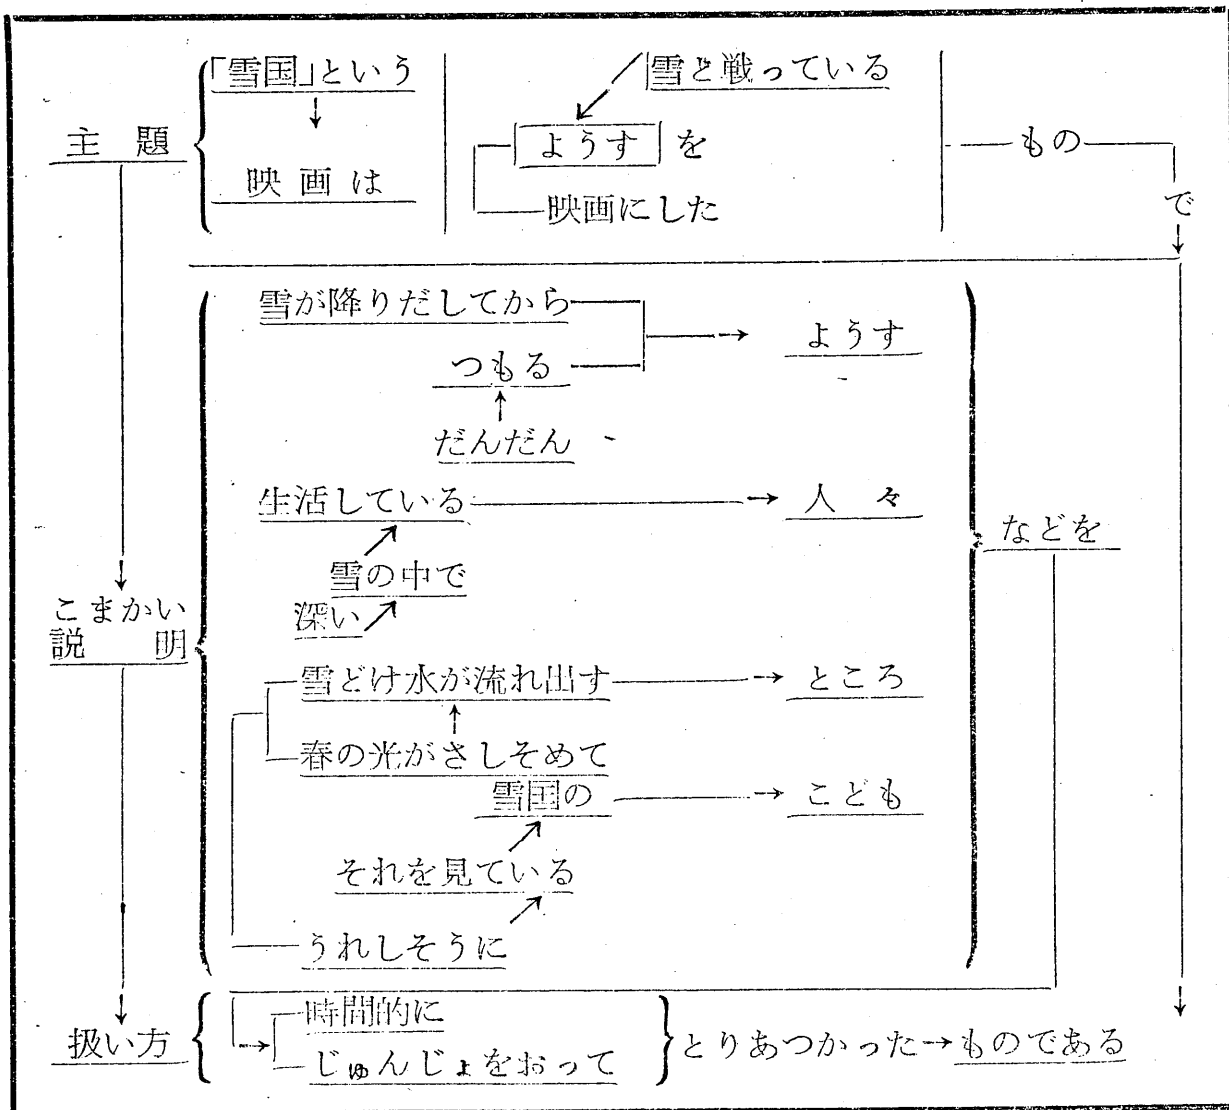 「雪国」という
雪と戦っている
主題
ようすを
もの
映画は
映画にした
で
雪が降りだしてから
ようす
つもる
だんだん
生活している
人々
などを
雪の中で
深い
こまかい
説明
雪どけ水が流れ出す
ところ
春の光がさしそめて
雪国の
こども
それを見ている
うれしそうに
時間的に
扱い方
とりあつかった
ものである
じゅんじょをおって